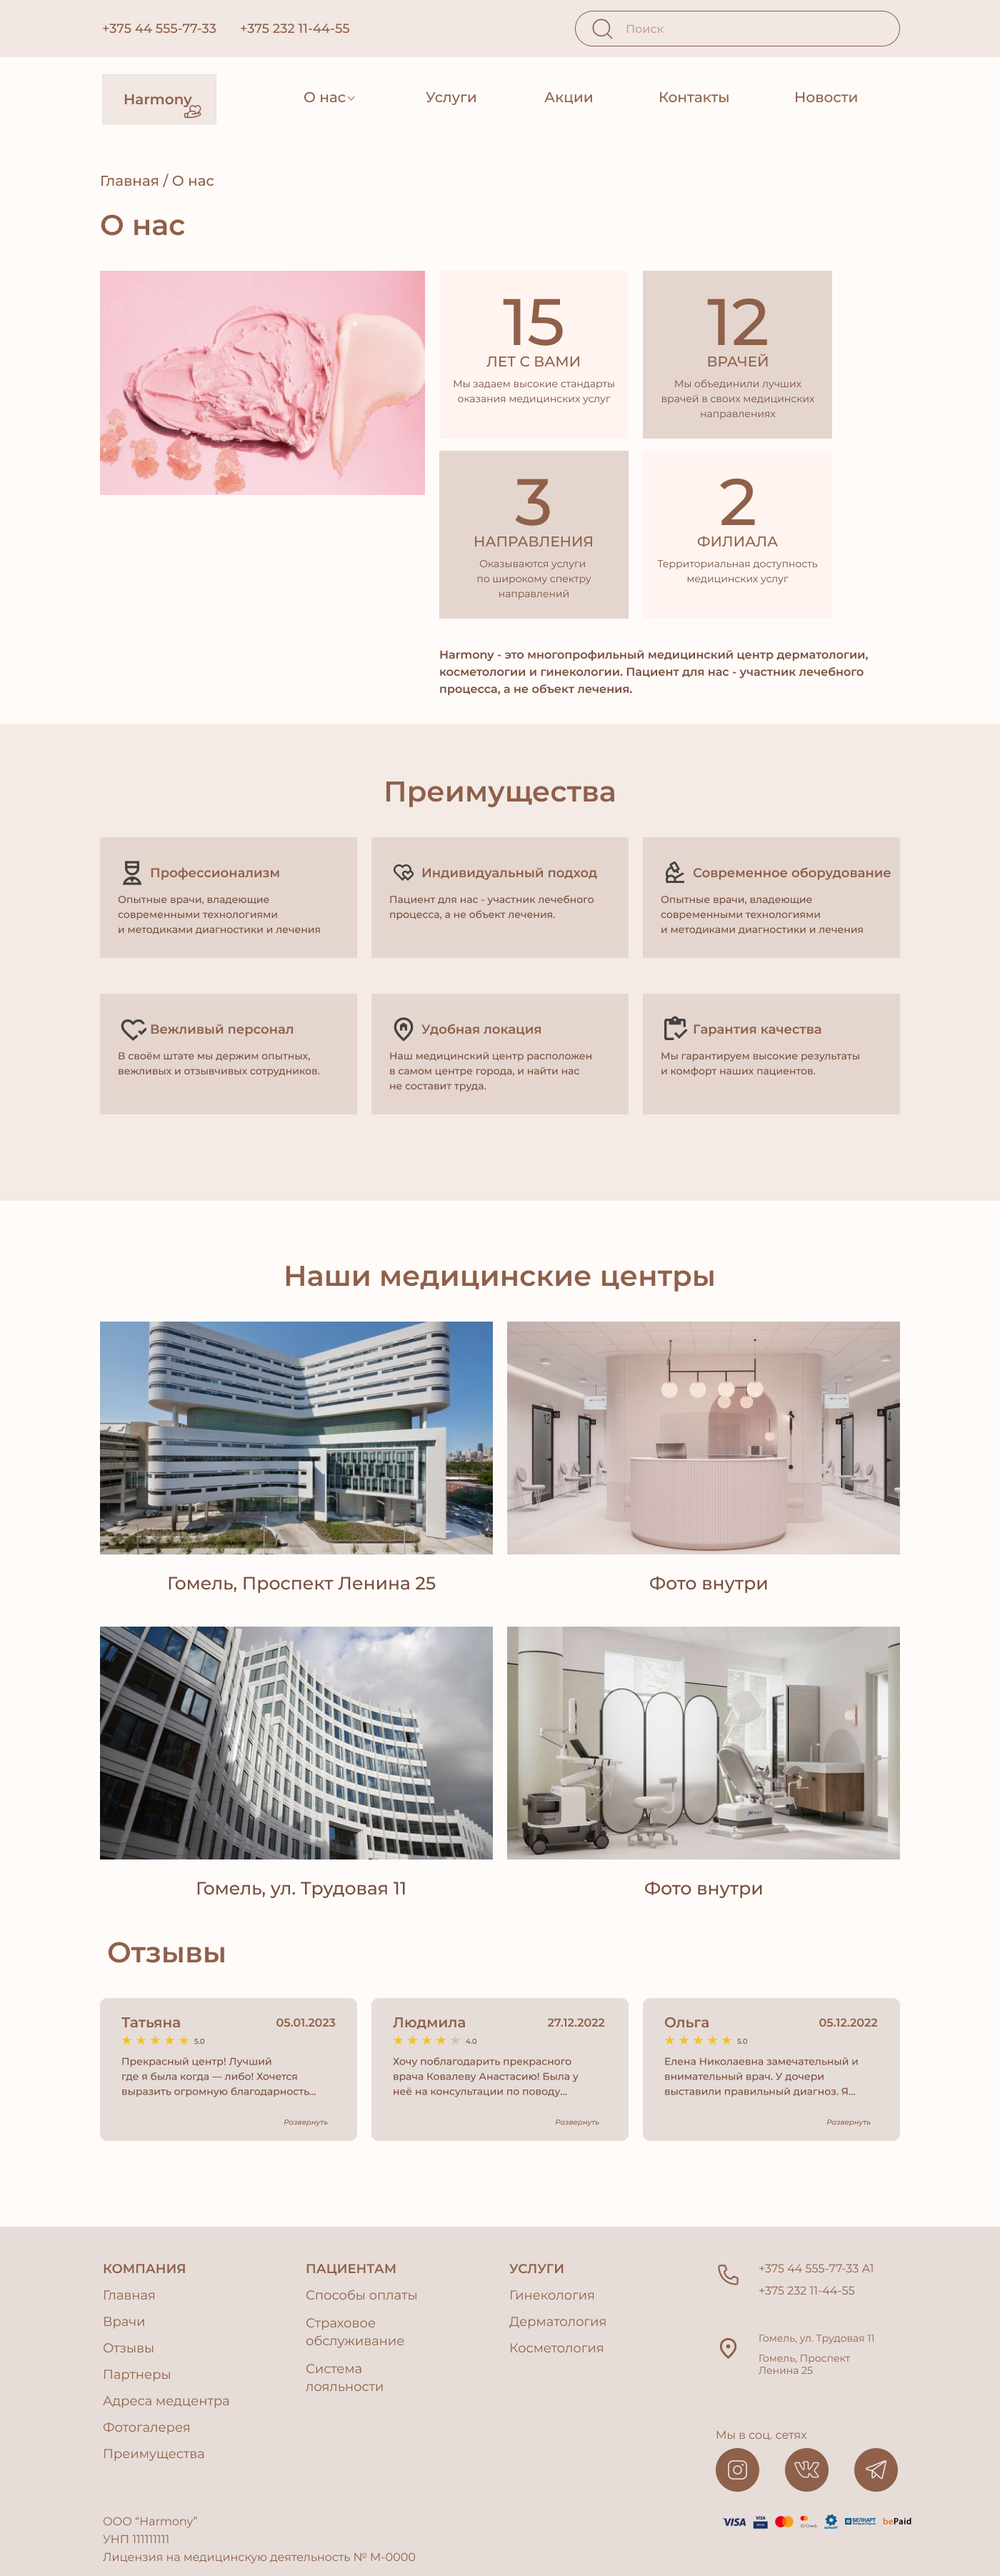 +375 44 555-77-33 +375 232 11-44-55 Поиск
Harmony О нас Услуги Акции Контакты Новости
Главная / О нас
О нас
15
ЛЕТ С ВАМИ
Мы задаем высокие стандарты
оказания медицинских услуг
12
ВРАЧЕЙ
Мы объединили лучших
врачей в своих медицинских
направлениях
3
НАПРАВЛЕНИЯ
Оказываются услуги
по широкому спектру
направлений
2
ФИЛИАЛА
Территориальная доступность
медицинских услуг
Harmony - это многопрофильный медицинский центр дерматологии,
косметологии и гинекологии. Пациент для нас - участник лечебного
процесса, а не объект лечения.
Преимущества
Профессионализм
Опытные врачи, владеющие
современными технологиями
и методиками диагностики и лечения
Индивидуальный подход
Пациент для нас - участник лечебного
процесса, а не объект лечения.
Современное оборудование
Опытные врачи, владеющие
современными технологиями
и методиками диагностики и лечения
Вежливый персонал
В своём штате мы держим опытных,
вежливых и отзывчивых сотрудников.
Удобная локация
Наш медицинский центр расположен
в самом центре города, и найти нас
не составит труда.
Гарантия качества
Мы гарантируем высокие результаты
и комфорт наших пациентов.
Наши медицинские центры
Гомель, Проспект Ленина 25
Фото внутри
Гомель, ул. Трудовая 11
Фото внутри
Отзывы
Татьяна 05.01.2023
5.0
Прекрасный центр! Лучший
где я была когда — либо! Хочется
выразить огромную благодарность...
Развернуть
Людмила 27.12.2022
4.0
Хочу поблагодарить прекрасного
врача Ковалеву Анастасию! Была у
неё на консультации по поводу...
Развернуть
Ольга 05.12.2022
5.0
Елена Николаевна замечательный и
внимательный врач. У дочери
выставили правильный диагноз. Я...
Развернуть
КОМПАНИЯ
Главная
Врачи
Отзывы
Партнеры
Адреса медцентра
Фотогалерея
Преимущества
ПАЦИЕНТАМ
Способы оплаты
Страховое
обслуживание
Система
лояльности
УСЛУГИ
Гинекология
Дерматология
Косметология
+375 44 555-77-33 А1
+375 232 11-44-55
Гомель, ул. Трудовая 11
Гомель, Проспект
Ленина 25
Мы в соц. сетях
VISA VISA БЕЛКАРТ bePaid
ООО “Harmony”
УНП 111111111
Лицензия на медицинскую деятельность № М-0000